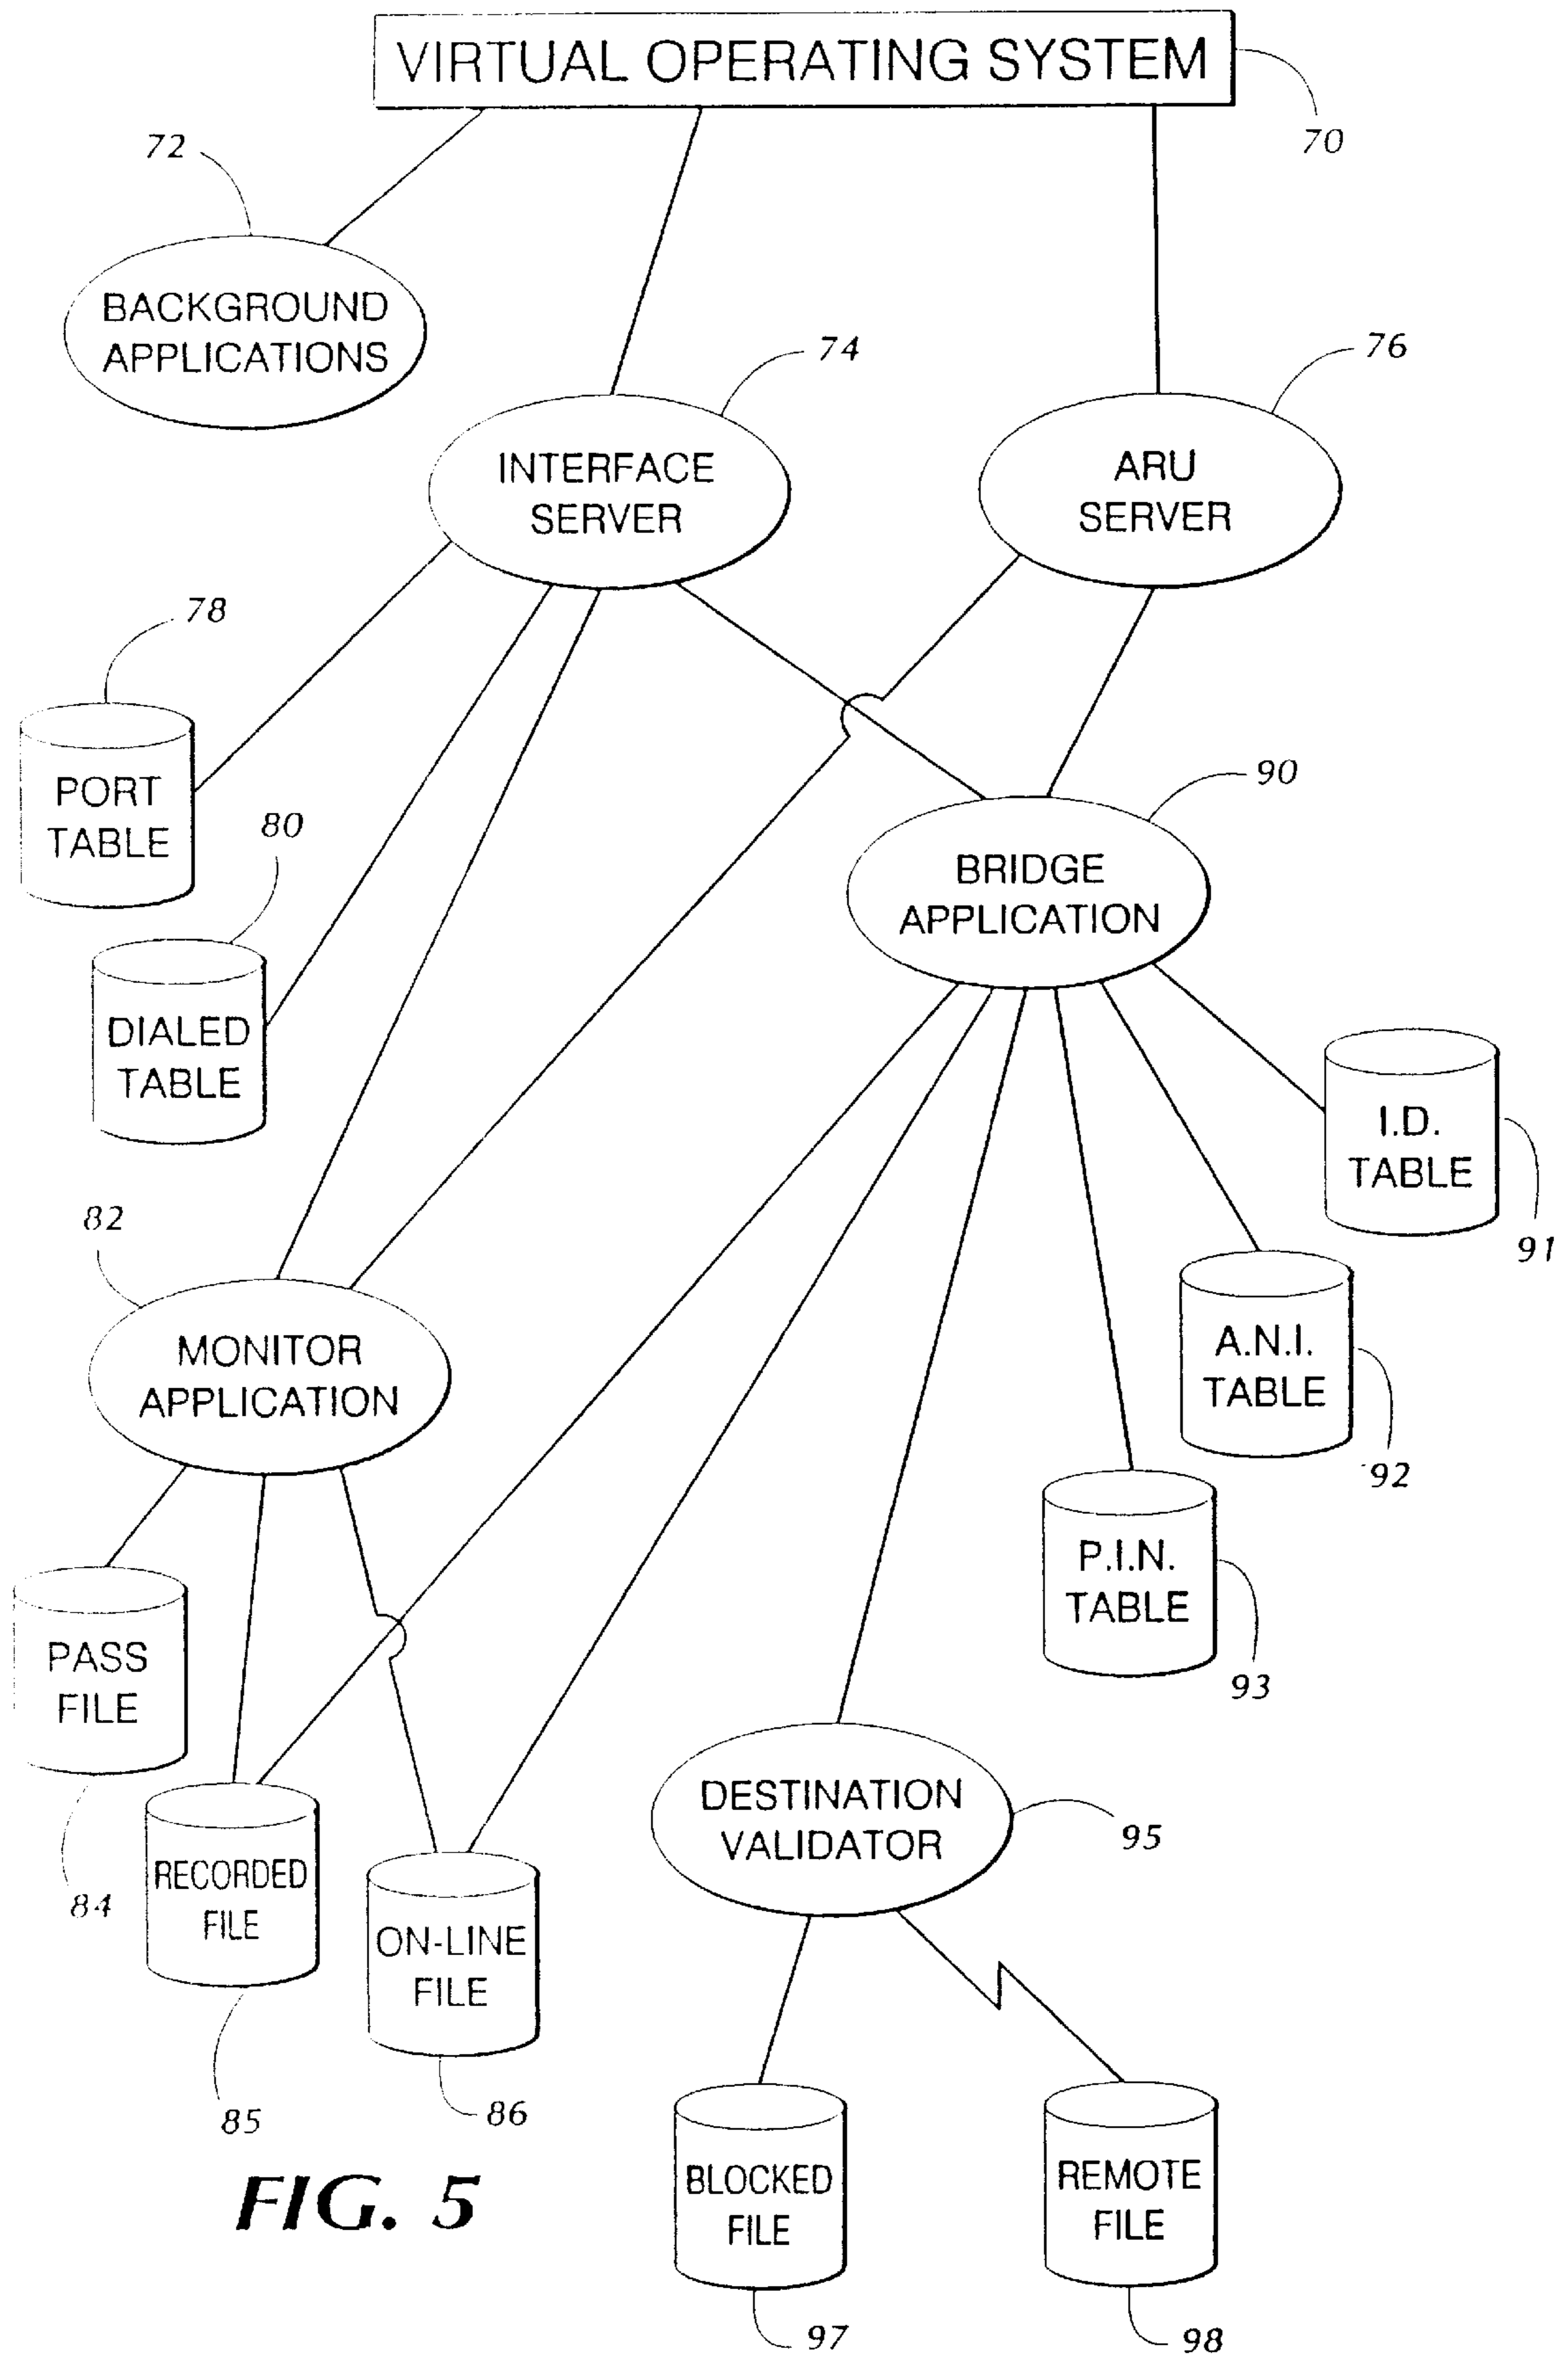 VIRTUAL OPERATING SYSTEM
70
72
BACKGROUND
APPLICATIONS
74
76
INTERFACE
SERVER
ARU
SERVER
78
PORT
TABLE
80
DIALED
TABLE
90
BRIDGE
APPLICATION
I.D.
TABLE
91
82
MONITOR
APPLICATION
A.N.I.
TABLE
92
P.I.N.
TABLE
93
PASS
FILE
84
RECORDED
FILE
85
ON-LINE
FILE
86
DESTINATION
VALIDATOR
95
BLOCKED
FILE
97
REMOTE
FILE
98
FIG. 5